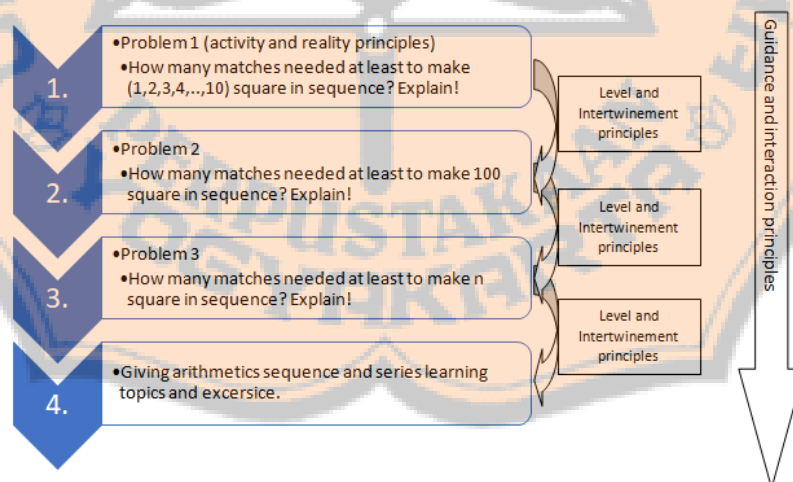 1.
•Problem 1 (activity and reality principles)
•How many matches needed at least to make
(1,2,3,4,..,10) square in sequence? Explain!
Level and
Intertwinement
principles
2.
•Problem 2
•How many matches needed at least to make 100
square in sequence? Explain!
Level and
Intertwinement
principles
3.
•Problem 3
•How many matches needed at least to make n
square in sequence? Explain!
Level and
Intertwinement
principles
4.
•Giving arithmetics sequence and series learning
topics and excersice.
Guidance and interaction principles
PERPUSTAKAAN